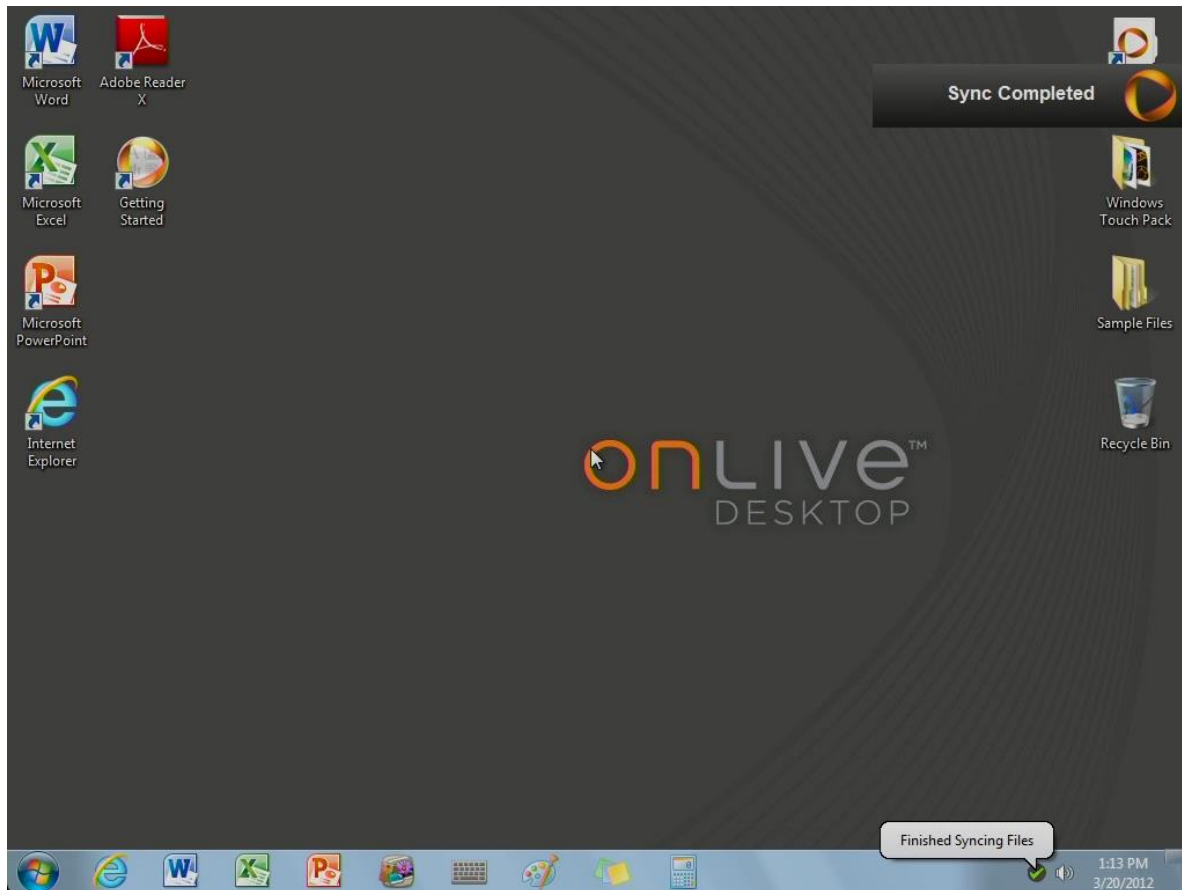 Microsoft
Word
Adobe Reader
X
Sync Completed
Microsoft
Excel
Getting
Started
Windows
Touch Pack
Microsoft
PowerPoint
Sample Files
Internet
Explorer
Recycle Bin
onLIVe™
DESKTOP
Finished Syncing Files
1:13 PM
3/20/2012